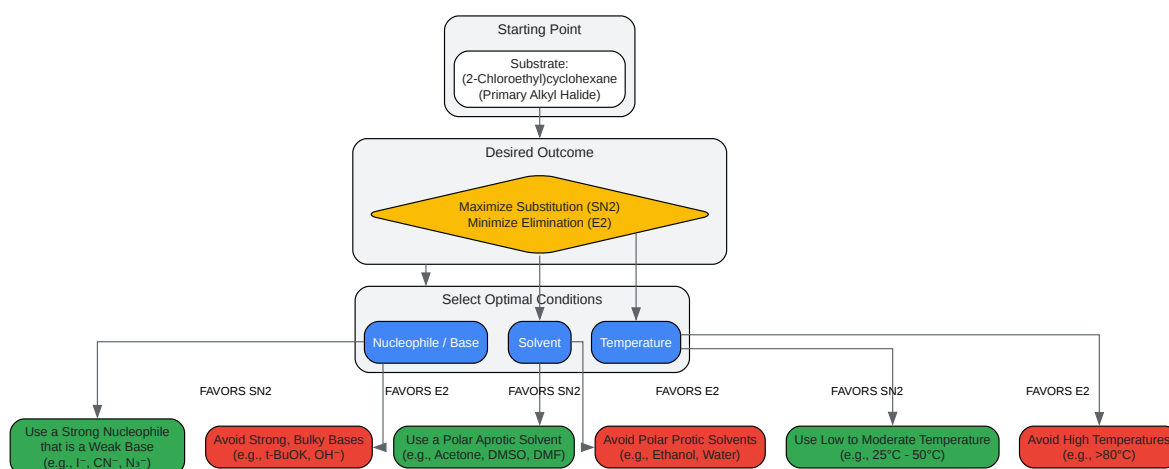 Starting Point
Substrate:
(2-Chloroethyl)cyclohexane
(Primary Alkyl Halide)
Desired Outcome
Maximize Substitution (SN2)
Minimize Elimination (E2)
Select Optimal Conditions
Nucleophile / Base
Solvent
Temperature
FAVORS SN2
FAVORS E2
FAVORS SN2
FAVORS E2
FAVORS SN2
FAVORS E2
Use a Strong Nucleophile
that is a Weak Base
(e.g., I⁻, CN⁻, N₃⁻)
Avoid Strong, Bulky Bases
(e.g., t-BuOK, OH⁻)
Use a Polar Aprotic Solvent
(e.g., Acetone, DMSO, DMF)
Avoid Polar Protic Solvents
(e.g., Ethanol, Water)
Use Low to Moderate Temperature
(e.g., 25°C - 50°C)
Avoid High Temperatures
(e.g., >80°C)